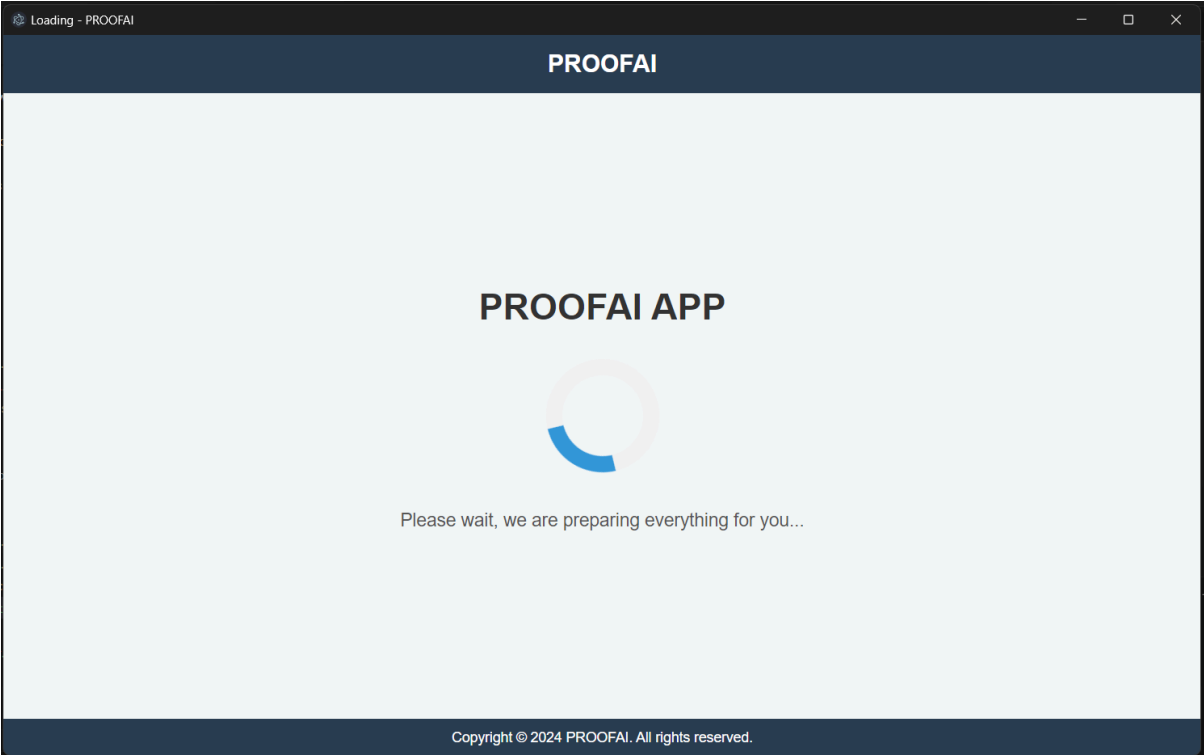 Loading - PROOFAI
PROOFAI
PROOFAI APP
Please wait, we are preparing everything for you...
Copyright © 2024 PROOFAI. All rights reserved.